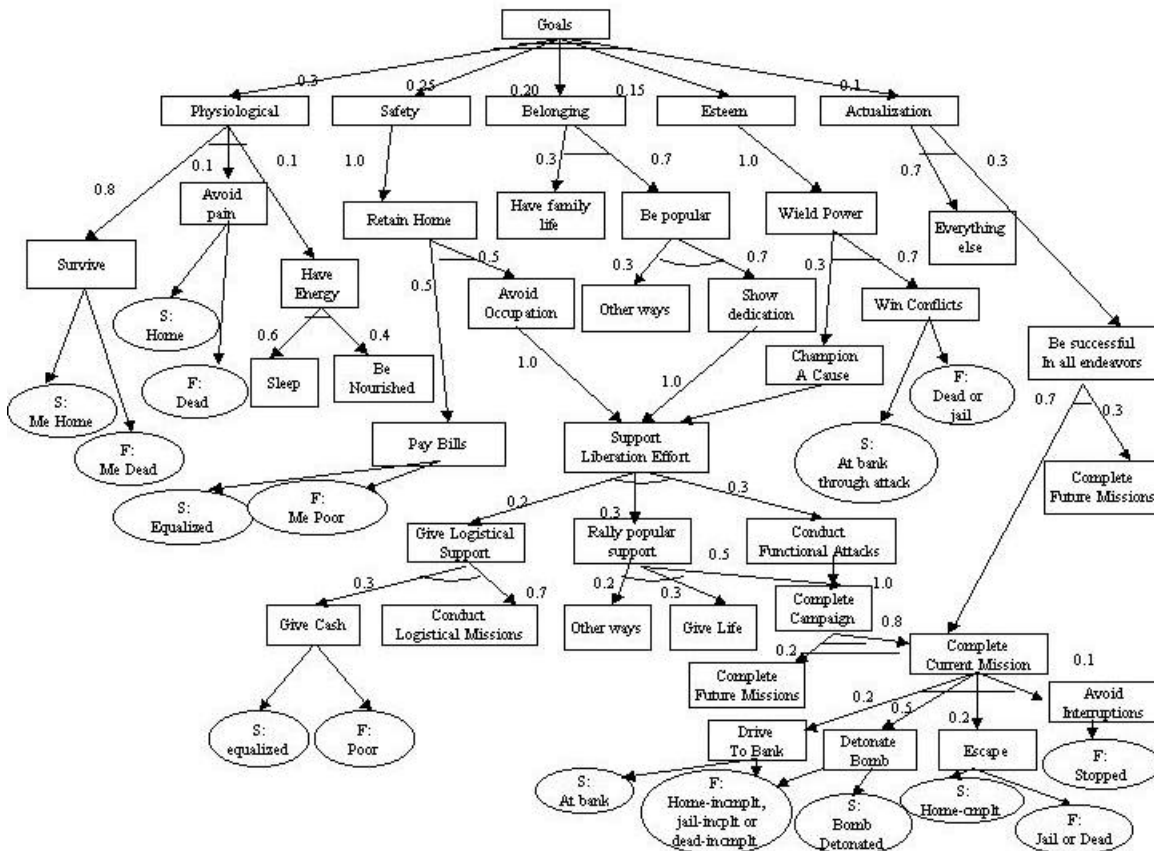 Goals
0.3
0.25
0.20
0.15
0.1
Physiological
Safety
Belonging
Esteem
Actualization
0.8
0.1
0.1
1.0
0.3
0.7
1.0
0.7
0.3
Avoid
pain
Retain Home
Have family
life
Be popular
Wield Power
Everything
else
Survive
Have
Energy
0.5
0.5
0.3
0.7
0.3
0.7
S:
Home
Avoid
Occupation
Other ways
Show
dedication
Win Conflicts
Be successful
In all endeavors
0.6
0.4
F:
Dead
Sleep
Be
Nourished
1.0
1.0
Champion
A Cause
F:
Dead or
jail
S:
Me Home
F:
Me Dead
Pay Bills
Support
Liberation Effort
S:
At bank
through attack
0.7
0.3
Complete
Future Missions
S:
Equalized
F:
Me Poor
0.2
0.3
0.3
Give Logistical
Support
Rally popular
support
Conduct
Functional Attacks
0.3
0.7
0.2
0.3
0.5
1.0
Give Cash
Conduct
Logistical Missions
Other ways
Give Life
Complete
Campaign
0.2
0.8
Complete
Future Missions
Complete
Current Mission
S:
equalized
F:
Poor
0.2
0.5
0.2
0.1
Drive
To Bank
Detonate
Bomb
Escape
Avoid
Interruptions
S:
At bank
F:
Home-incmplt,
jail-incplt or
dead-incmplt
S:
Bomb
Detonated
S:
Home-cmplt
F:
Jail or Dead
F:
Stopped